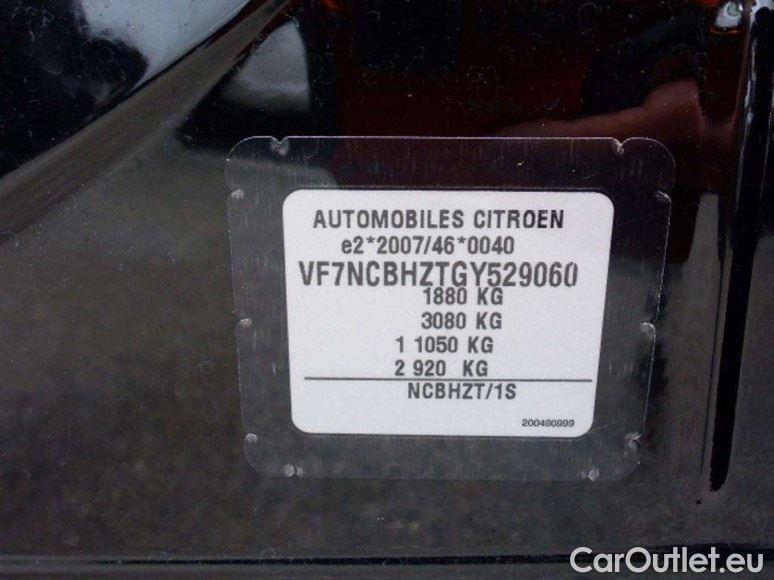 AUTOMOBILES CITROEN
e2*2007/46*0040
VF7NCBHZTGY529060
1880 KG
3080 KG
1 1050 KG
2 920 KG
NCBHZT/1S
200490999
CarOutlet.eu